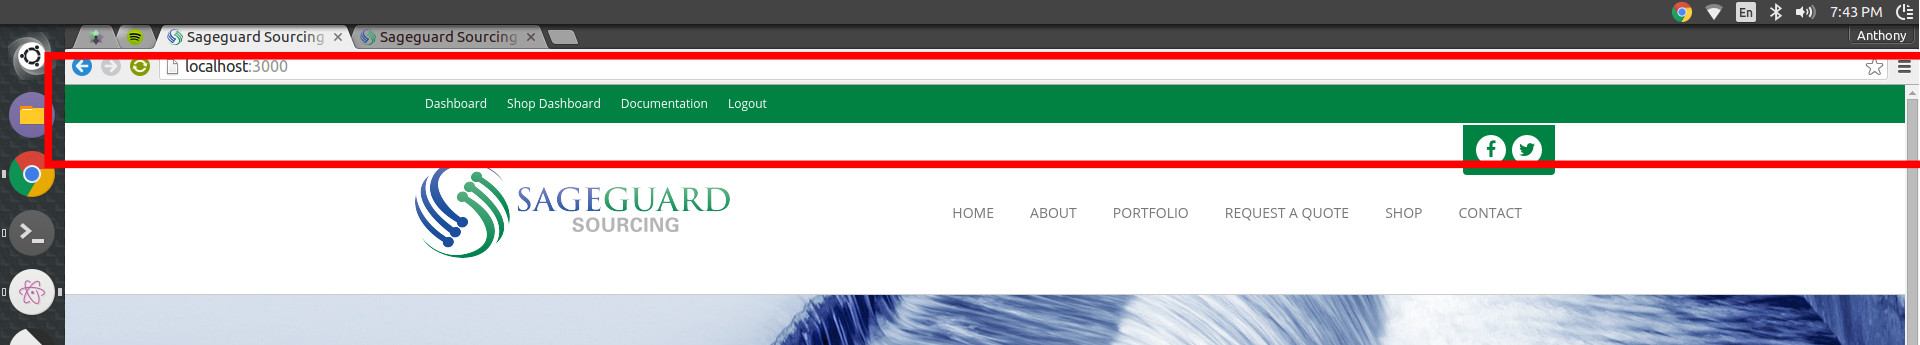 En 7:43 PM
Sageguard Sourcing Sageguard Sourcing Anthony
localhost:3000
Dashboard Shop Dashboard Documentation Logout
SAGEGUARD
SOURCING
HOME ABOUT PORTFOLIO REQUEST A QUOTE SHOP CONTACT